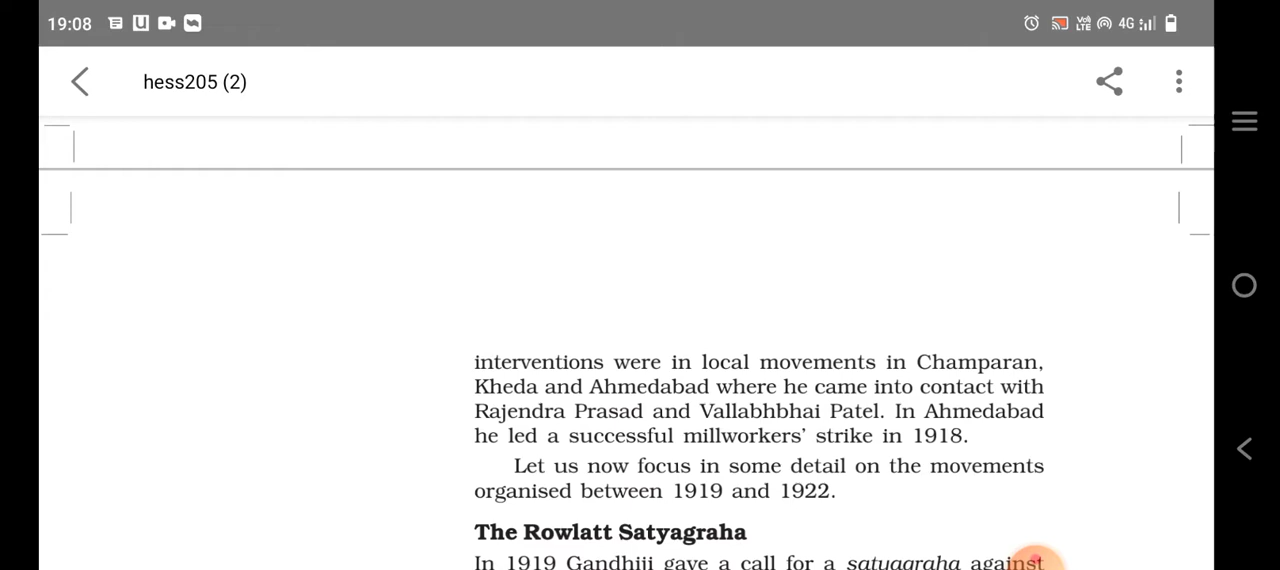 19:08
VoD LTE 4G
hess205 (2)
interventions were in local movements in Champaran,
Kheda and Ahmedabad where he came into contact with
Rajendra Prasad and Vallabhbhai Patel. In Ahmedabad
he led a successful millworkers' strike in 1918.
Let us now focus in some detail on the movements
organised between 1919 and 1922.
The Rowlatt Satyagraha
In 1919 Gandhiji gave a call for a satyagraha against